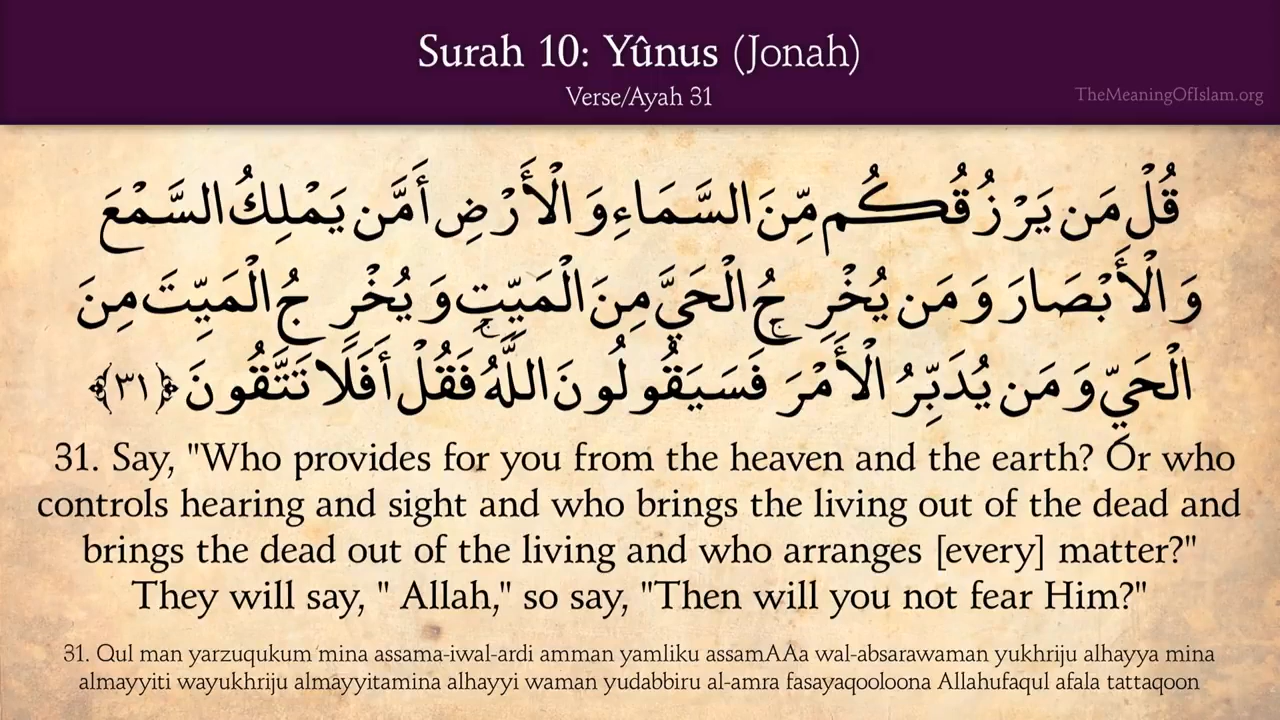 Surah 10: Yûnus (Jonah)
Verse/Ayah 31
TheMeaningOfIslam.org
قُلْ مَن يَرْزُقُكُم مِّنَ السَّمَاءِ وَالْأَرْضِ أَمَّن يَمْلِكُ السَّمْعَ
وَالْأَبْصَارَ وَمَن يُخْرِجُ الْحَيَّ مِنَ الْمَيِّتِ وَيُخْرِجُ الْمَيِّتَ مِنَ
الْحَيِّ وَمَن يُدَبِّرُ الْأَمْرَ ۚ فَسَيَقُولُونَ اللَّهُ ۚ فَقُلْ أَفَلَا تَتَّقُونَ ﴿٣١﴾
31. Say, "Who provides for you from the heaven and the earth? Or who
controls hearing and sight and who brings the living out of the dead and
brings the dead out of the living and who arranges [every] matter?"
They will say, " Allah," so say, "Then will you not fear Him?"
31. Qul man yarzuqukum mina assama-iwal-ardi amman yamliku assamAAa wal-absarawaman yukhriju alhayya mina
almayyiti wayukhriju almayyitamina alhayyi waman yudabbiru al-amra fasayaqooloona Allahufaqul afala tattaqoon